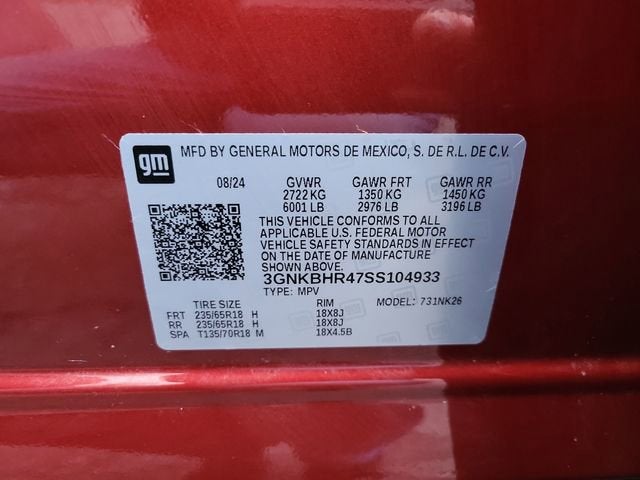 gm MFD BY GENERAL MOTORS DE MEXICO, S. DE R.L. DE C.V.
08/24 GVWR GAWR FRT GAWR RR
2722 KG 1350 KG 1450 KG
6001 LB 2976 LB 3196 LB
THIS VEHICLE CONFORMS TO ALL
APPLICABLE U.S. FEDERAL MOTOR
VEHICLE SAFETY STANDARDS IN EFFECT
ON THE DATE OF MANUFACTURE
SHOWN ABOVE.
3GNKBHR47SS104933
TYPE: MPV MODEL: 731NK26
TIRE SIZE RIM
FRT 235/65R18 H 18X8J
RR 235/65R18 H 18X8J
SPA T135/70R18 M 18X4.5B